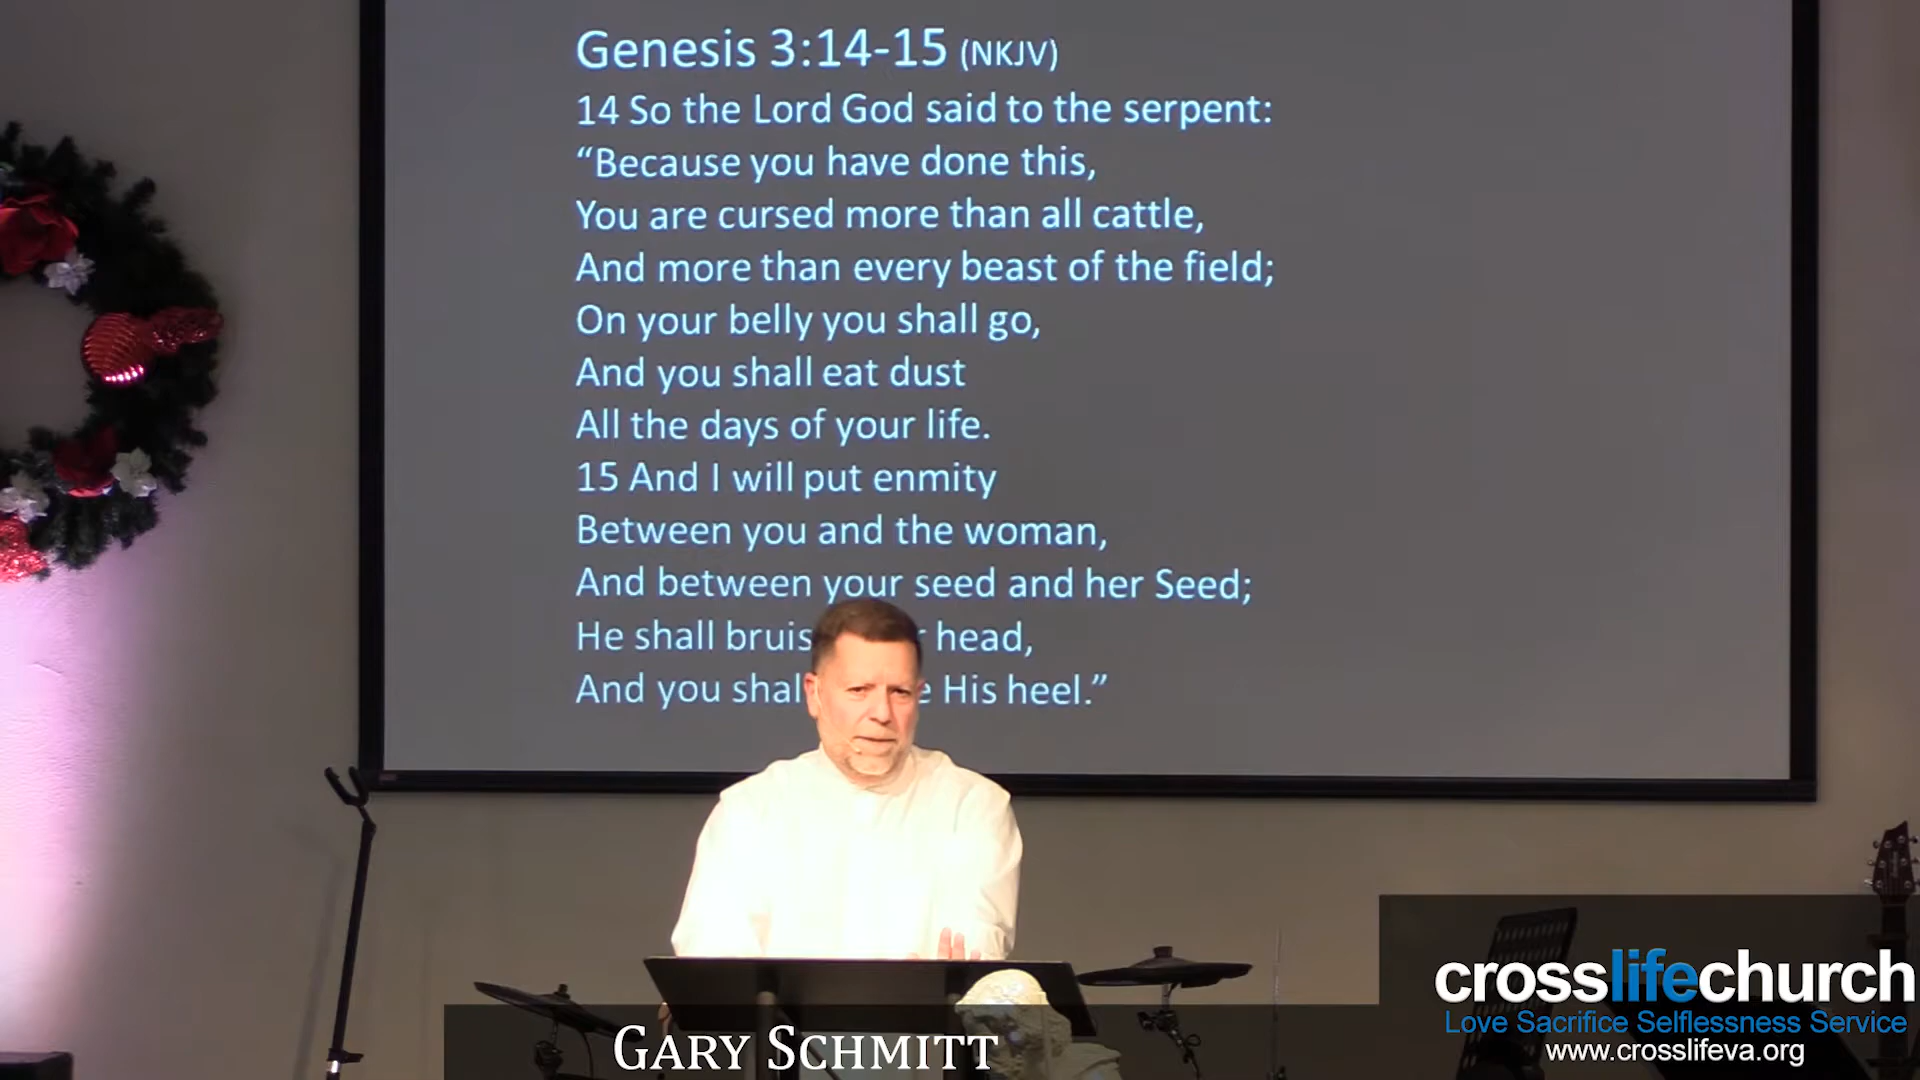 Genesis 3:14-15 (NKJV)
14 So the Lord God said to the serpent:
“Because you have done this,
You are cursed more than all cattle,
And more than every beast of the field;
On your belly you shall go,
And you shall eat dust
All the days of your life.
15 And I will put enmity
Between you and the woman,
And between your seed and her Seed;
He shall head,
And you His heel.”
crosslifechurch
Love Sacrifice Selflessness Service
www.crosslifeva.org
GARY SCHMITT